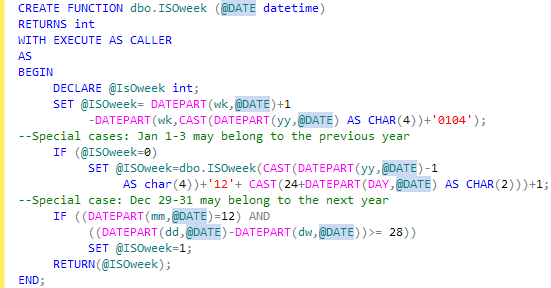 CREATE FUNCTION dbo.ISOweek (@DATE datetime)
RETURNS int
WITH EXECUTE AS CALLER
AS
BEGIN
DECLARE @IsOweek int;
SET @ISOweek= DATEPART(wk,@DATE)+1
-DATEPART(wk,CAST(DATEPART(yy,@DATE) AS CHAR(4))+'0104');
--Special cases: Jan 1-3 may belong to the previous year
IF (@ISOweek=0)
SET @ISOweek=dbo.ISOweek(CAST(DATEPART(yy,@DATE)-1
AS char(4))+'12'+ CAST(24+DATEPART(DAY,@DATE) AS CHAR(2)))+1;
--Special case: Dec 29-31 may belong to the next year
IF ((DATEPART(mm,@DATE)=12) AND
((DATEPART(dd,@DATE)-DATEPART(dw,@DATE))>= 28))
SET @ISOweek=1;
RETURN(@ISOweek);
END;